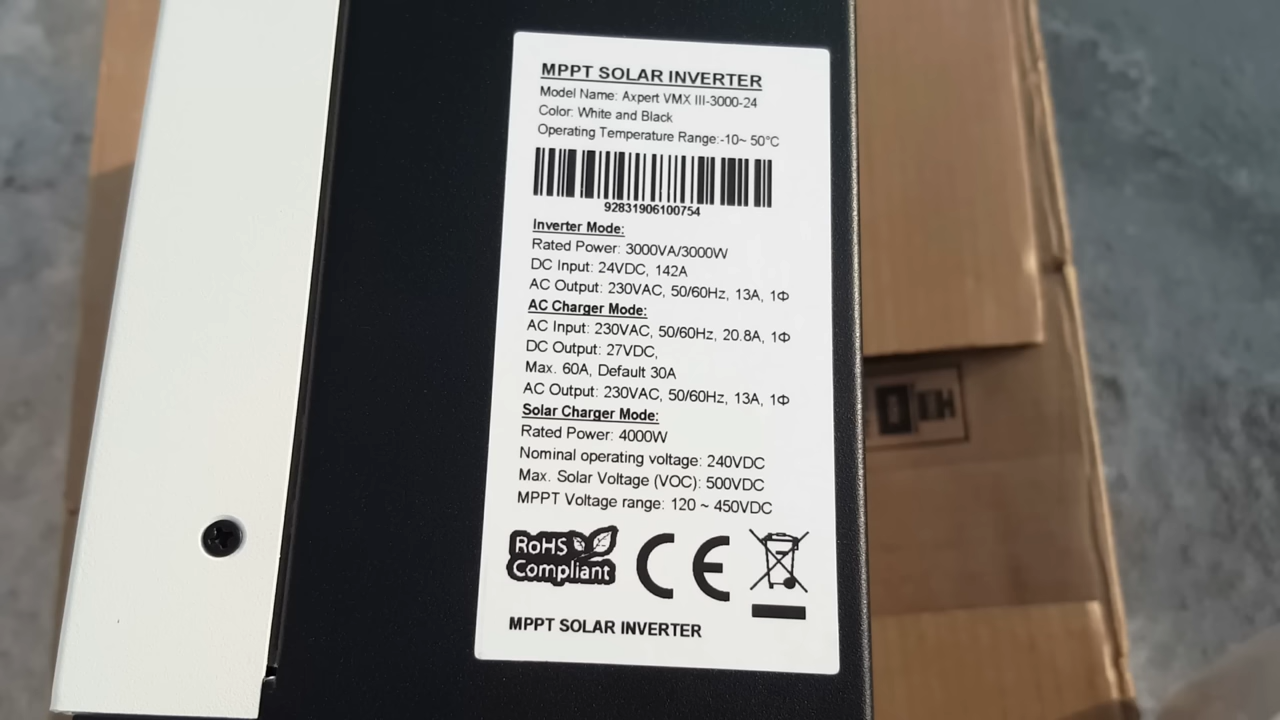 MPPT SOLAR INVERTER
Model Name: Axpert VMX III-3000-24
Color: White and Black
Operating Temperature Range:-10~ 50°C
92831906100754
Inverter Mode:
Rated Power: 3000VA/3000W
DC Input: 24VDC, 142A
AC Output: 230VAC, 50/60Hz, 13A, 1Φ
AC Charger Mode:
AC Input: 230VAC, 50/60Hz, 20.8A, 1Φ
DC Output: 27VDC,
Max. 60A, Default 30A
AC Output: 230VAC, 50/60Hz, 13A, 1Φ
Solar Charger Mode:
Rated Power: 4000W
Nominal operating voltage: 240VDC
Max. Solar Voltage (VOC): 500VDC
MPPT Voltage range: 120 ~ 450VDC
RoHS
Compliant
CE
MPPT SOLAR INVERTER